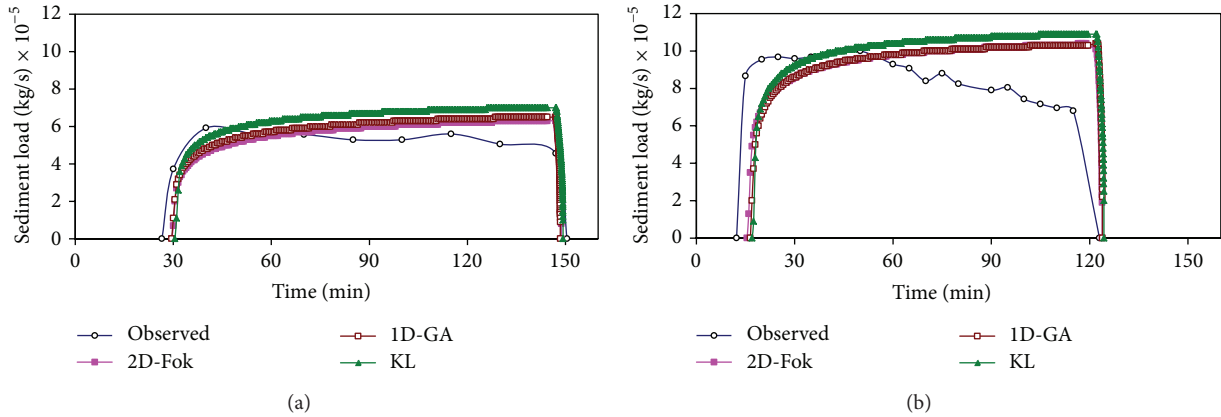 Sediment load (kg/s) × 10⁻⁵
12
10
8
6
4
2
0
0 30 60 90 120 150
Time (min)
Observed
2D-Fok
1D-GA
KL
(a)
Sediment load (kg/s) × 10⁻⁵
12
10
8
6
4
2
0
0 30 60 90 120 150
Time (min)
Observed
2D-Fok
1D-GA
KL
(b)